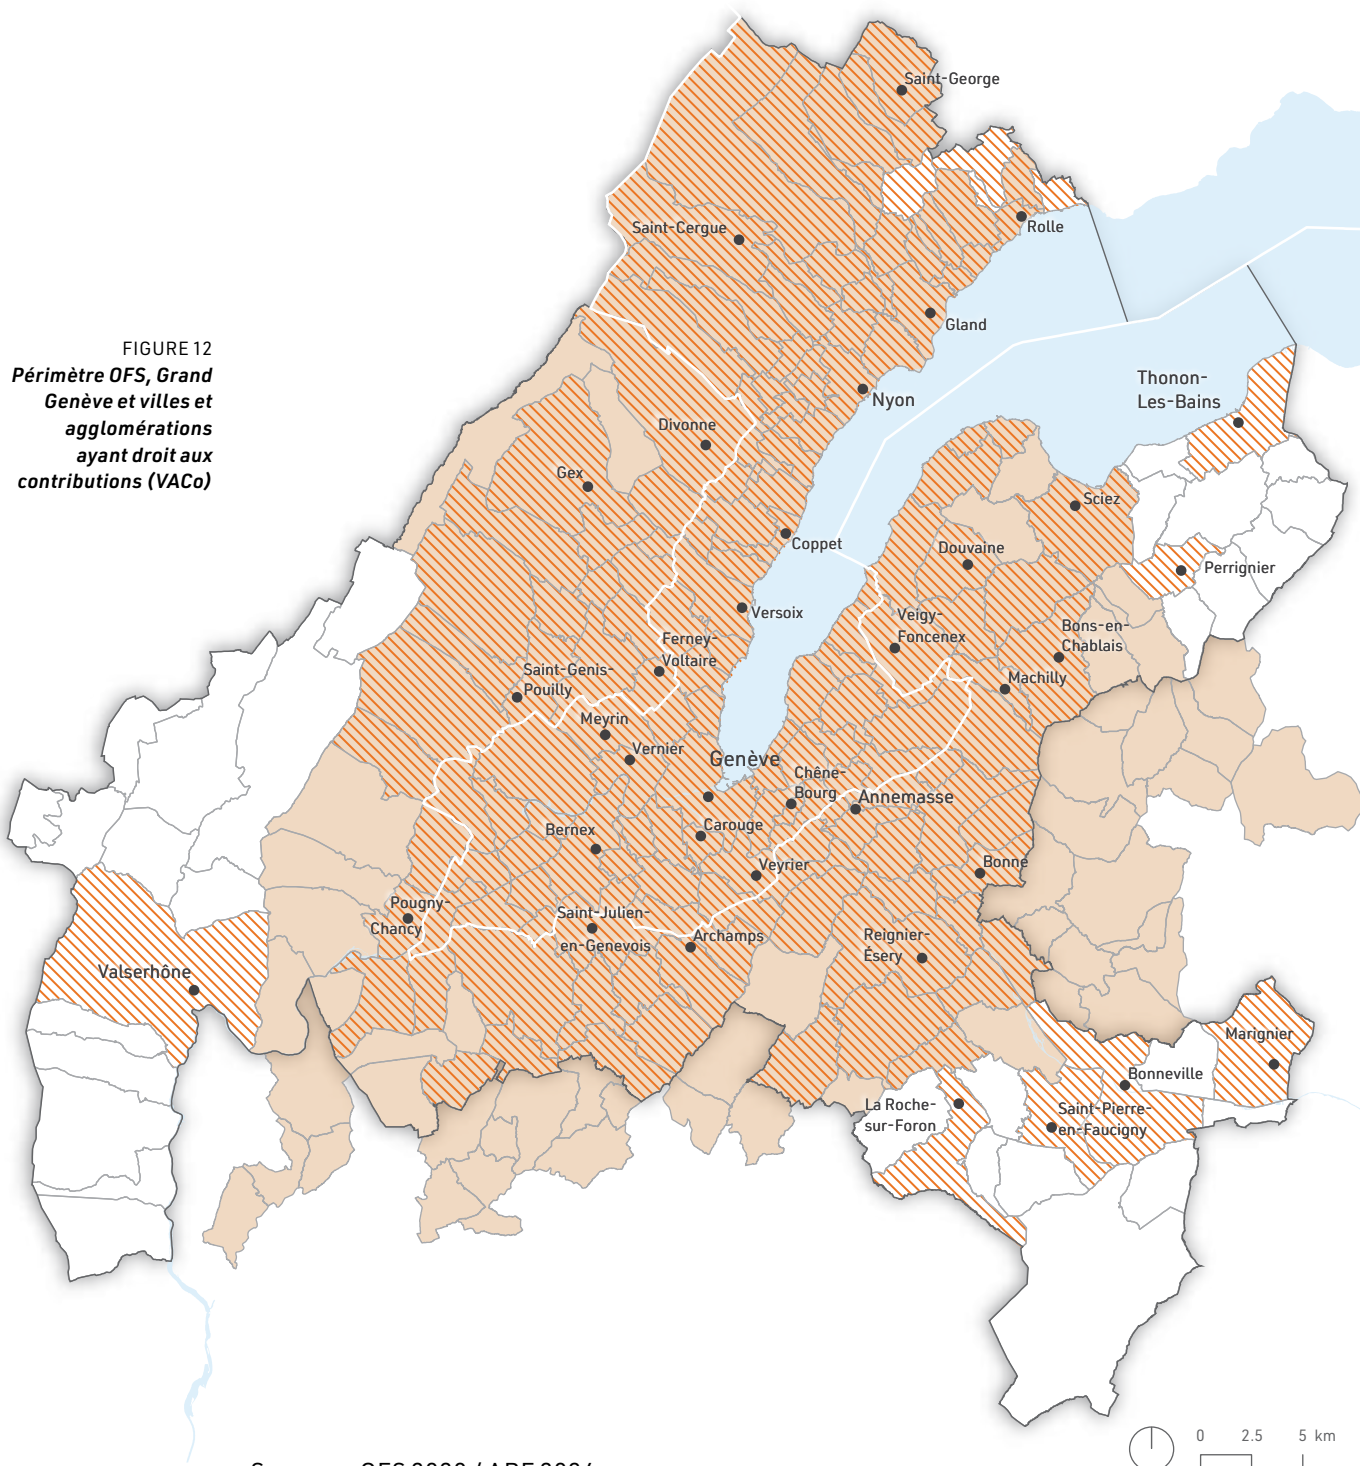 FIGURE 12
Périmètre OFS, Grand
Genève et villes et
agglomérations
ayant droit aux
contributions (VACo)
Saint-George
Rolle
Saint-Cergue
Gland
Nyon
Thonon-
Les-Bains
Divonne
Gex
Sciez
Coppet
Douvaine
Perrignier
Versoix
Veigy-
Foncenex
Bons-en-
Chablais
Ferney-
Voltaire
Saint-Genis-
Pouilly
Machilly
Meyrin
Vernier
Genève
Chêne-
Bourg
Annemasse
Carouge
Bernex
Veyrier
Bonne
Pougny-
Chancy
Saint-Julien-
en-Genevois
Archamps
Reignier-
Ésery
Valserhône
Marignier
Bonneville
La Roche-
sur-Foron
Saint-Pierre-
en-Faucigny
0 2.5 5 km